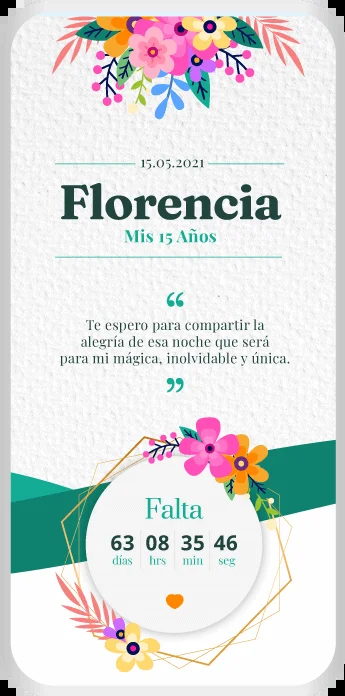 15.05.2021
Florencia
Mis 15 Años
“
Te espero para compartir la
alegría de esa noche que será
para mi mágica, inolvidable y única.
”
Falta
63 08 35 46
días hrs min seg